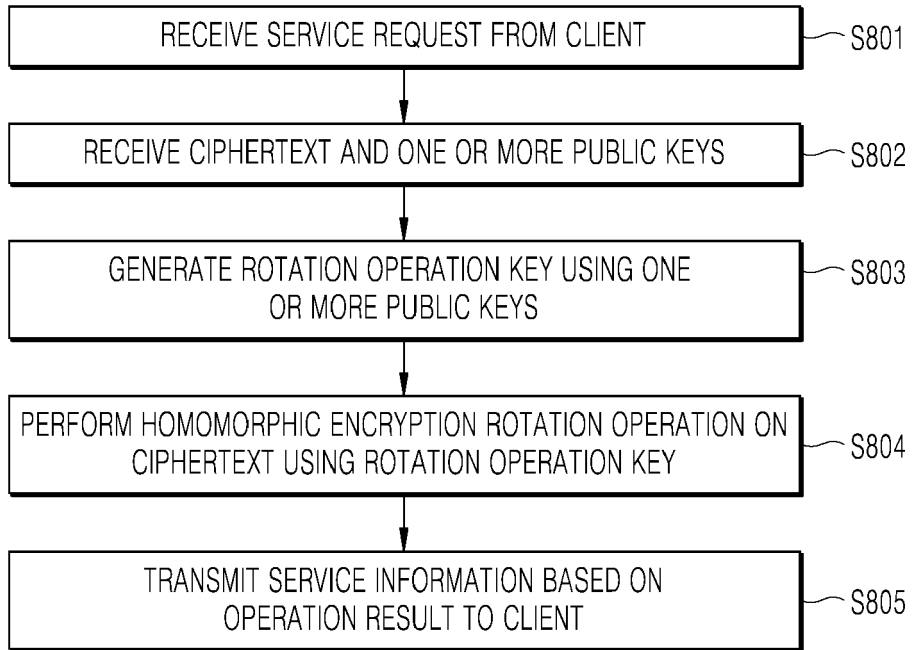 RECEIVE SERVICE REQUEST FROM CLIENT
S801
RECEIVE CIPHERTEXT AND ONE OR MORE PUBLIC KEYS
S802
GENERATE ROTATION OPERATION KEY USING ONE
OR MORE PUBLIC KEYS
S803
PERFORM HOMOMORPHIC ENCRYPTION ROTATION OPERATION ON
CIPHERTEXT USING ROTATION OPERATION KEY
S804
TRANSMIT SERVICE INFORMATION BASED ON
OPERATION RESULT TO CLIENT
S805